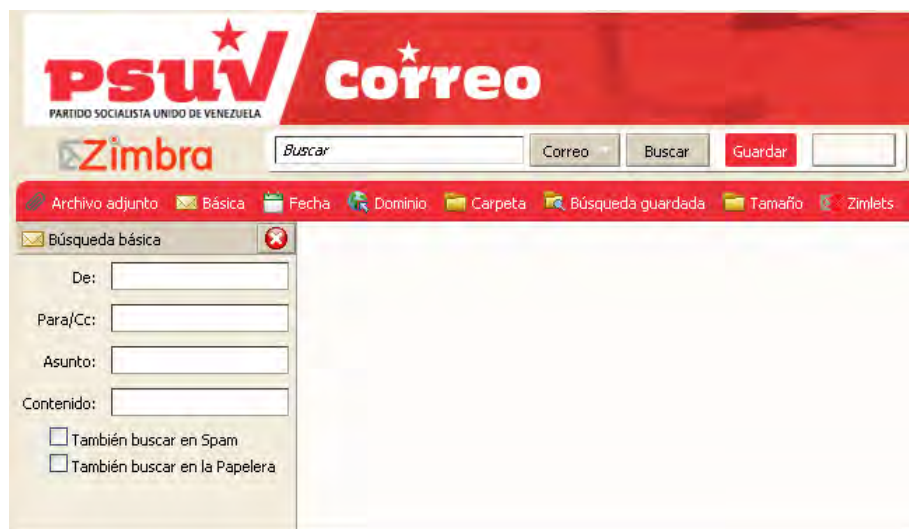 PSUV
PARTIDO SOCIALISTA UNIDO DE VENEZUELA
Correo
Zimbra
Buscar Correo Buscar Guardar
Archivo adjunto Básica Fecha Dominio Carpeta Búsqueda guardada Tamaño Zimlets
Búsqueda básica
De:
Para/Cc:
Asunto:
Contenido:
También buscar en Spam
También buscar en la Papelera